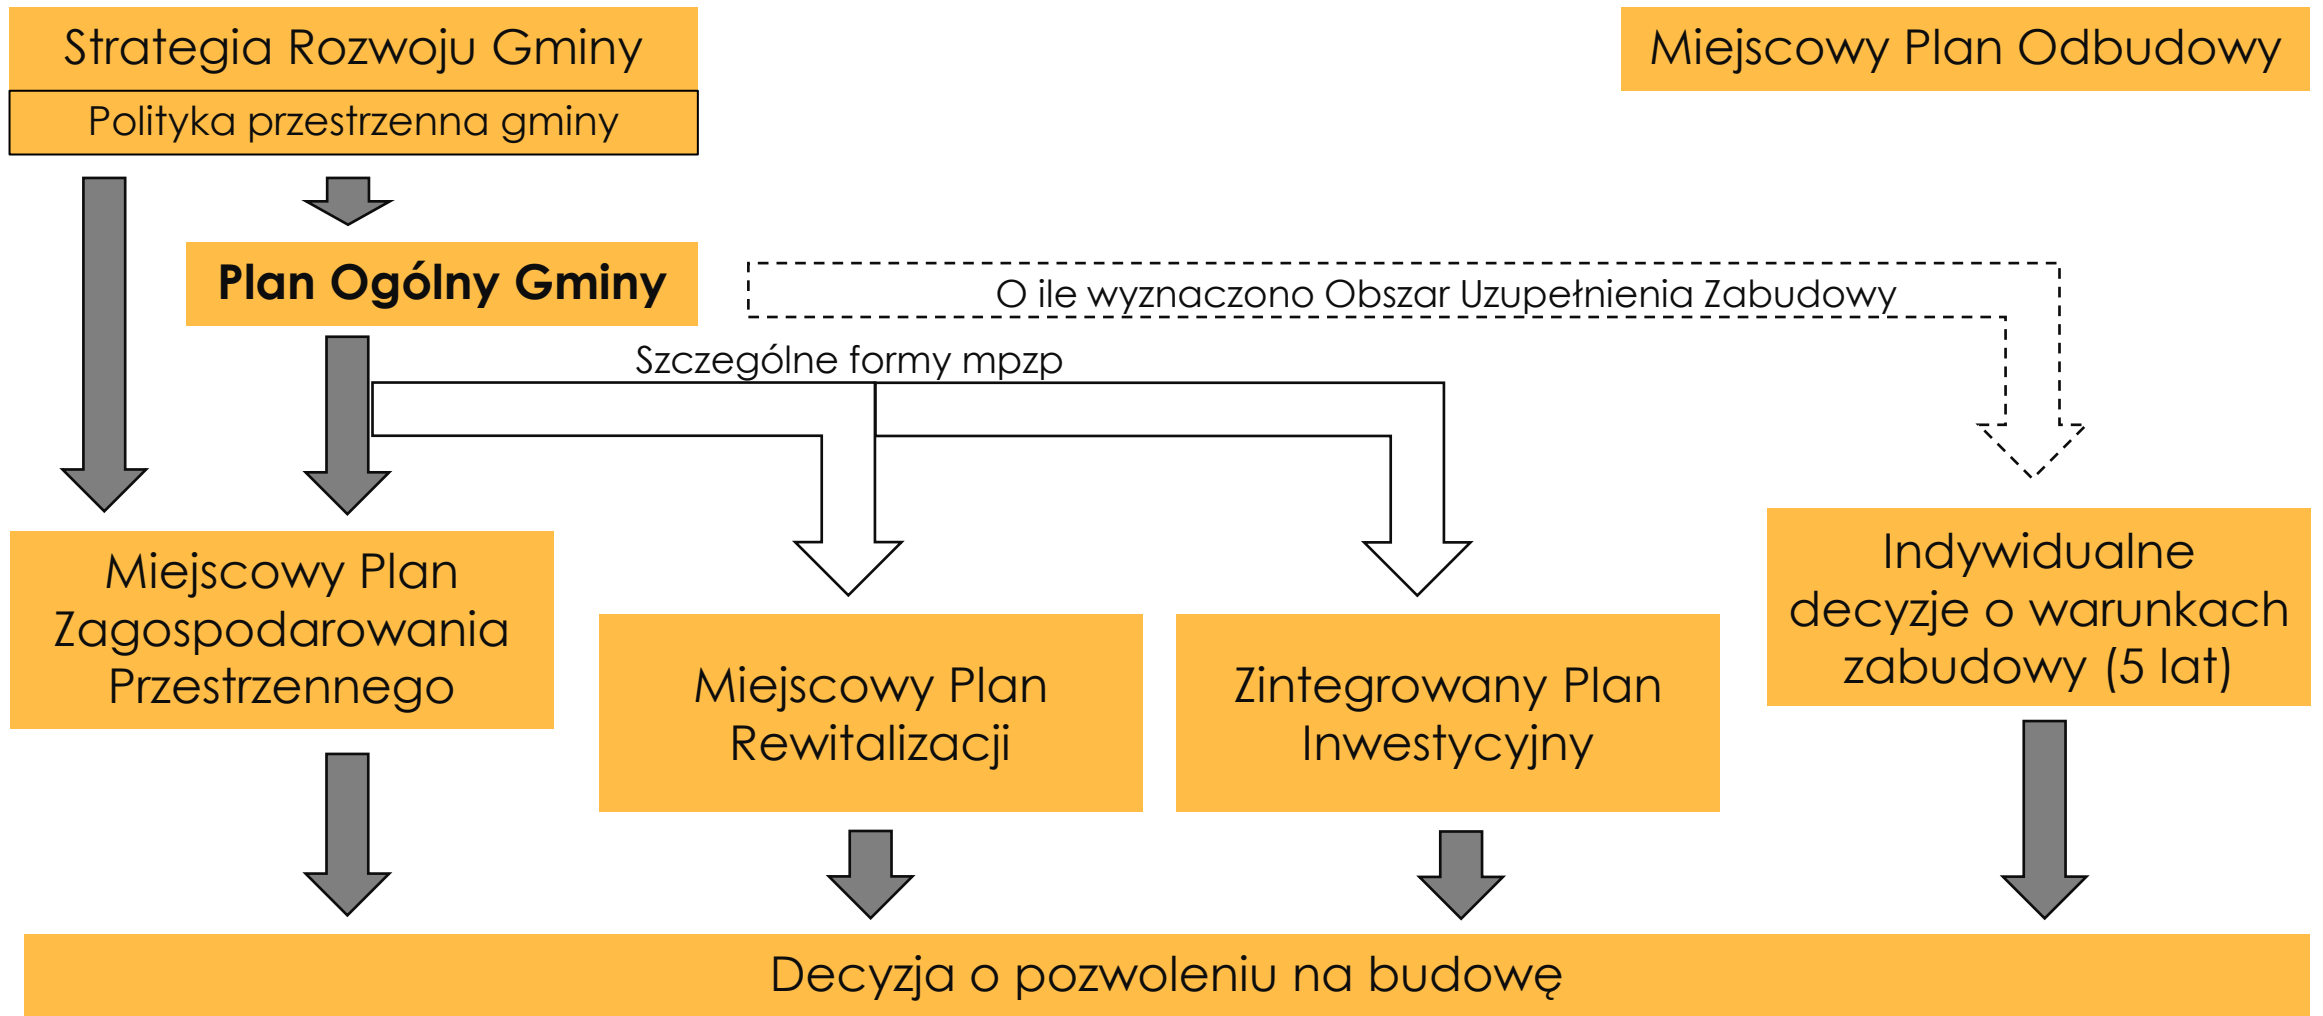 Strategia Rozwoju Gminy
Miejscowy Plan Odbudowy
Polityka przestrzenna gminy
Plan Ogólny Gminy
O ile wyznaczono Obszar Uzupełnienia Zabudowy
Szczególne formy mpzp
Miejscowy Plan
Zagospodarowania
Przestrzennego
Miejscowy Plan
Rewitalizacji
Zintegrowany Plan
Inwestycyjny
Indywidualne
decyzje o warunkach
zabudowy (5 lat)
Decyzja o pozwoleniu na budowę